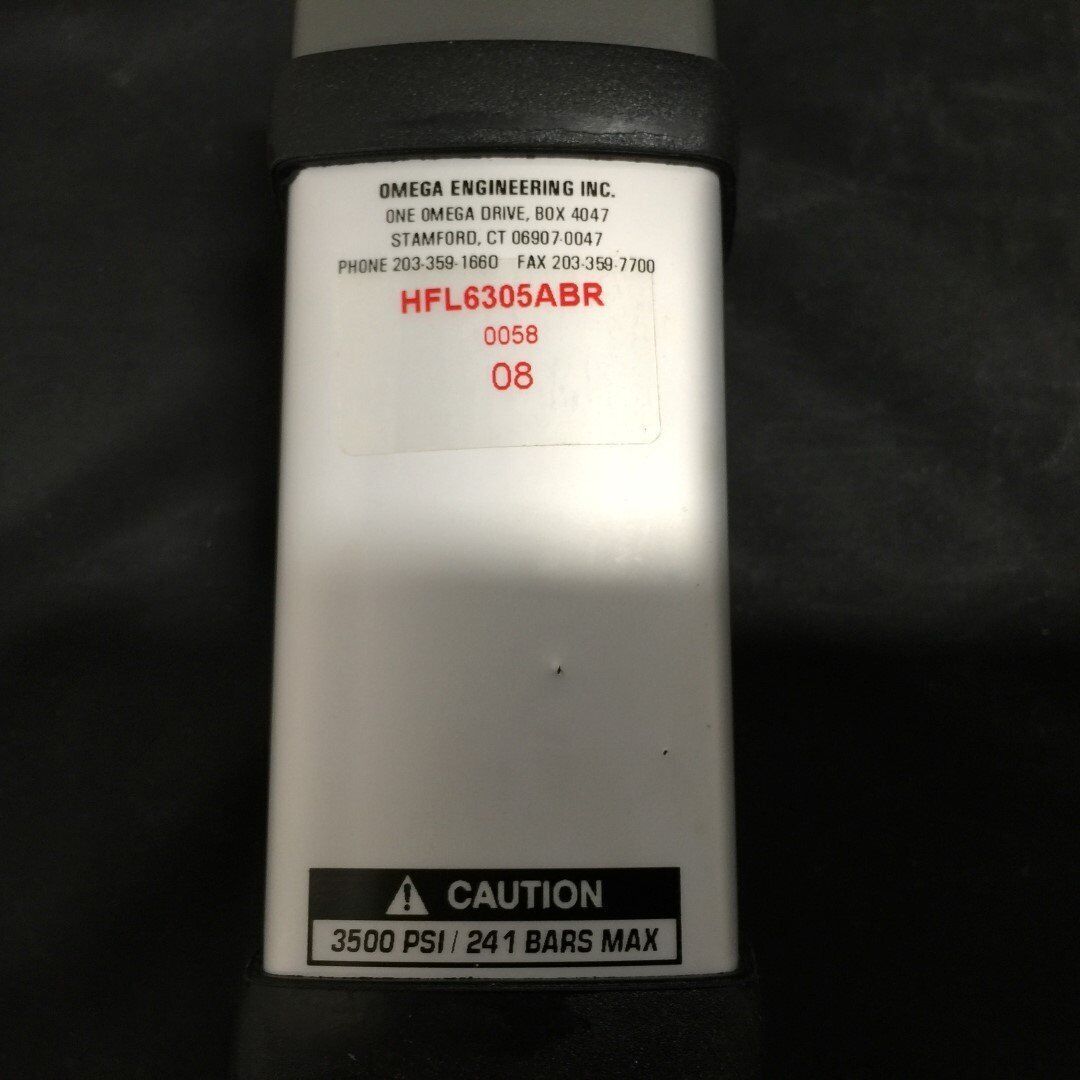 OMEGA ENGINEERING INC.
ONE OMEGA DRIVE, BOX 4047
STAMFORD, CT 06907-0047
PHONE 203-359-1660 FAX 203-359-7700
HFL6305ABR
0058
08
CAUTION
3500 PSI / 241 BARS MAX